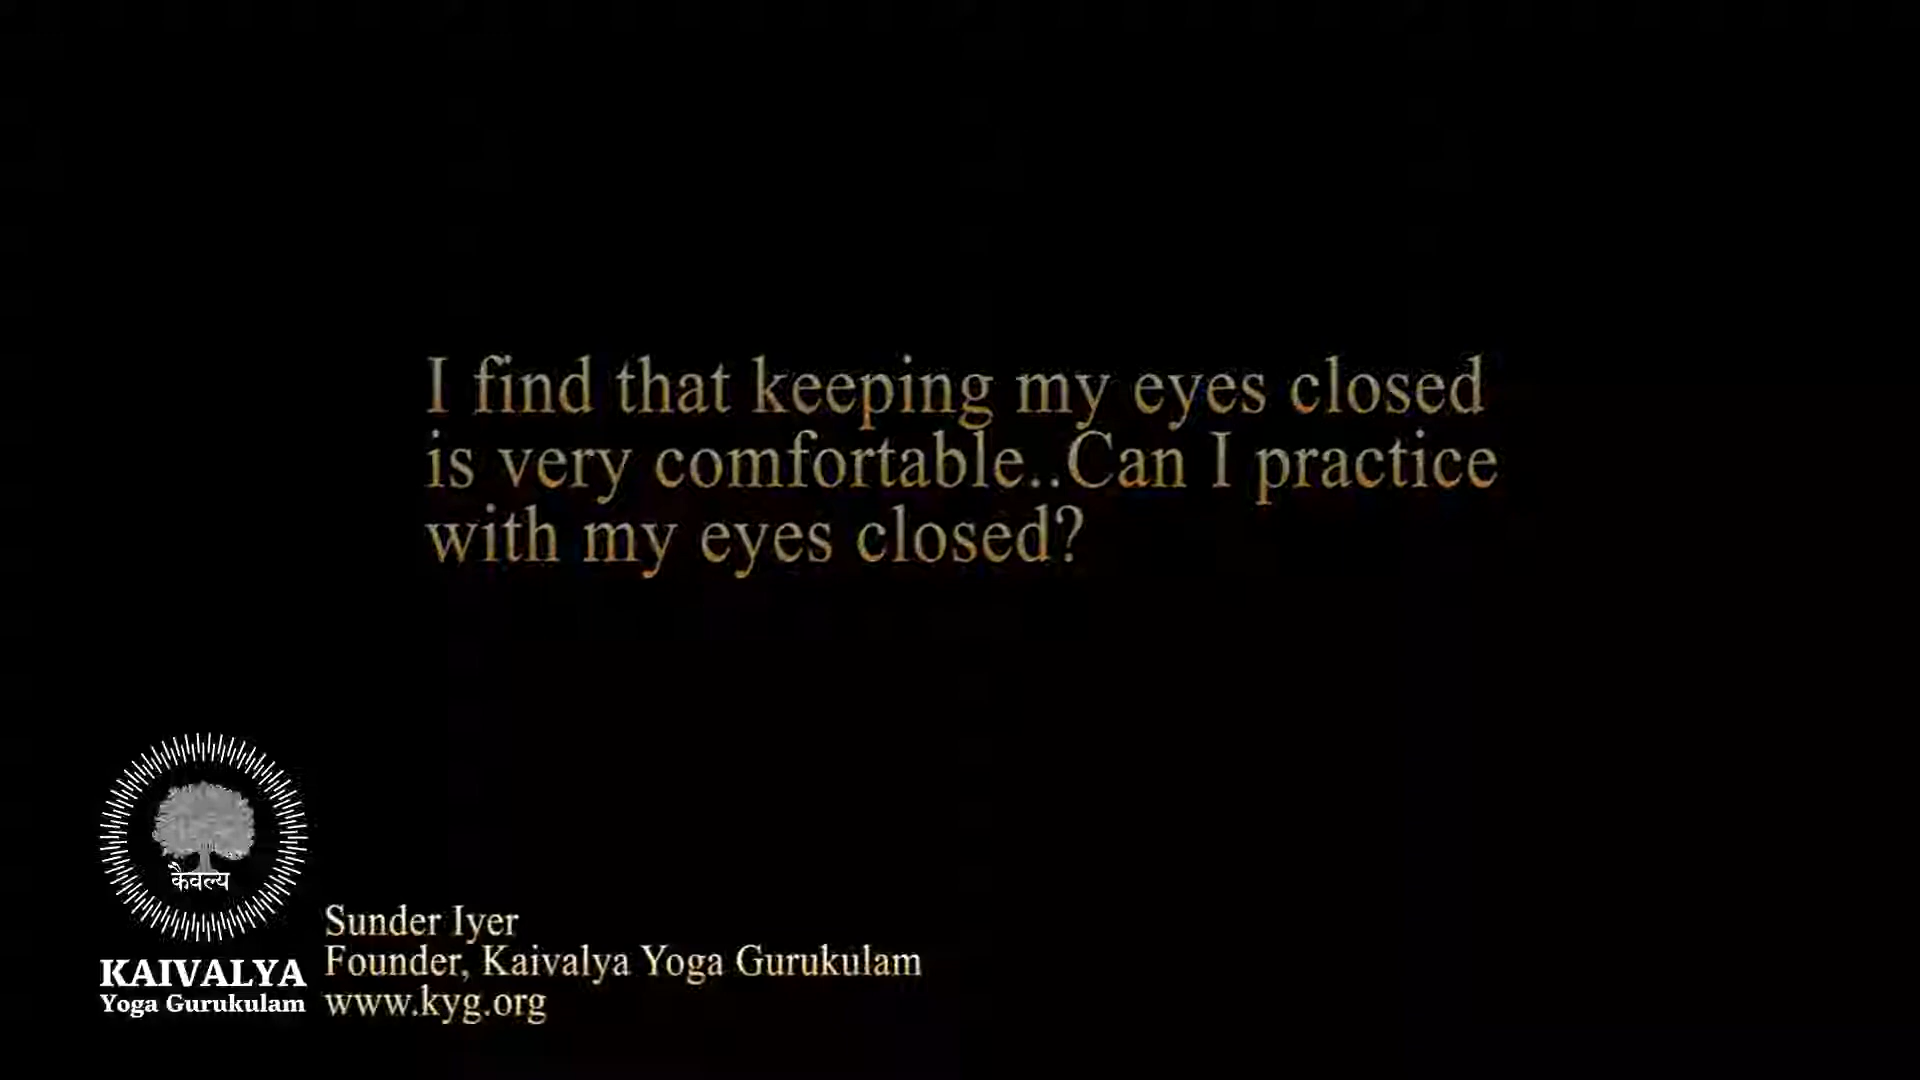 I find that keeping my eyes closed
is very comfortable..Can I practice
with my eyes closed?
कैवल्य
KAIVALYA
Yoga Gurukulam
Sunder Iyer
Founder, Kaivalya Yoga Gurukulam
www.kyg.org